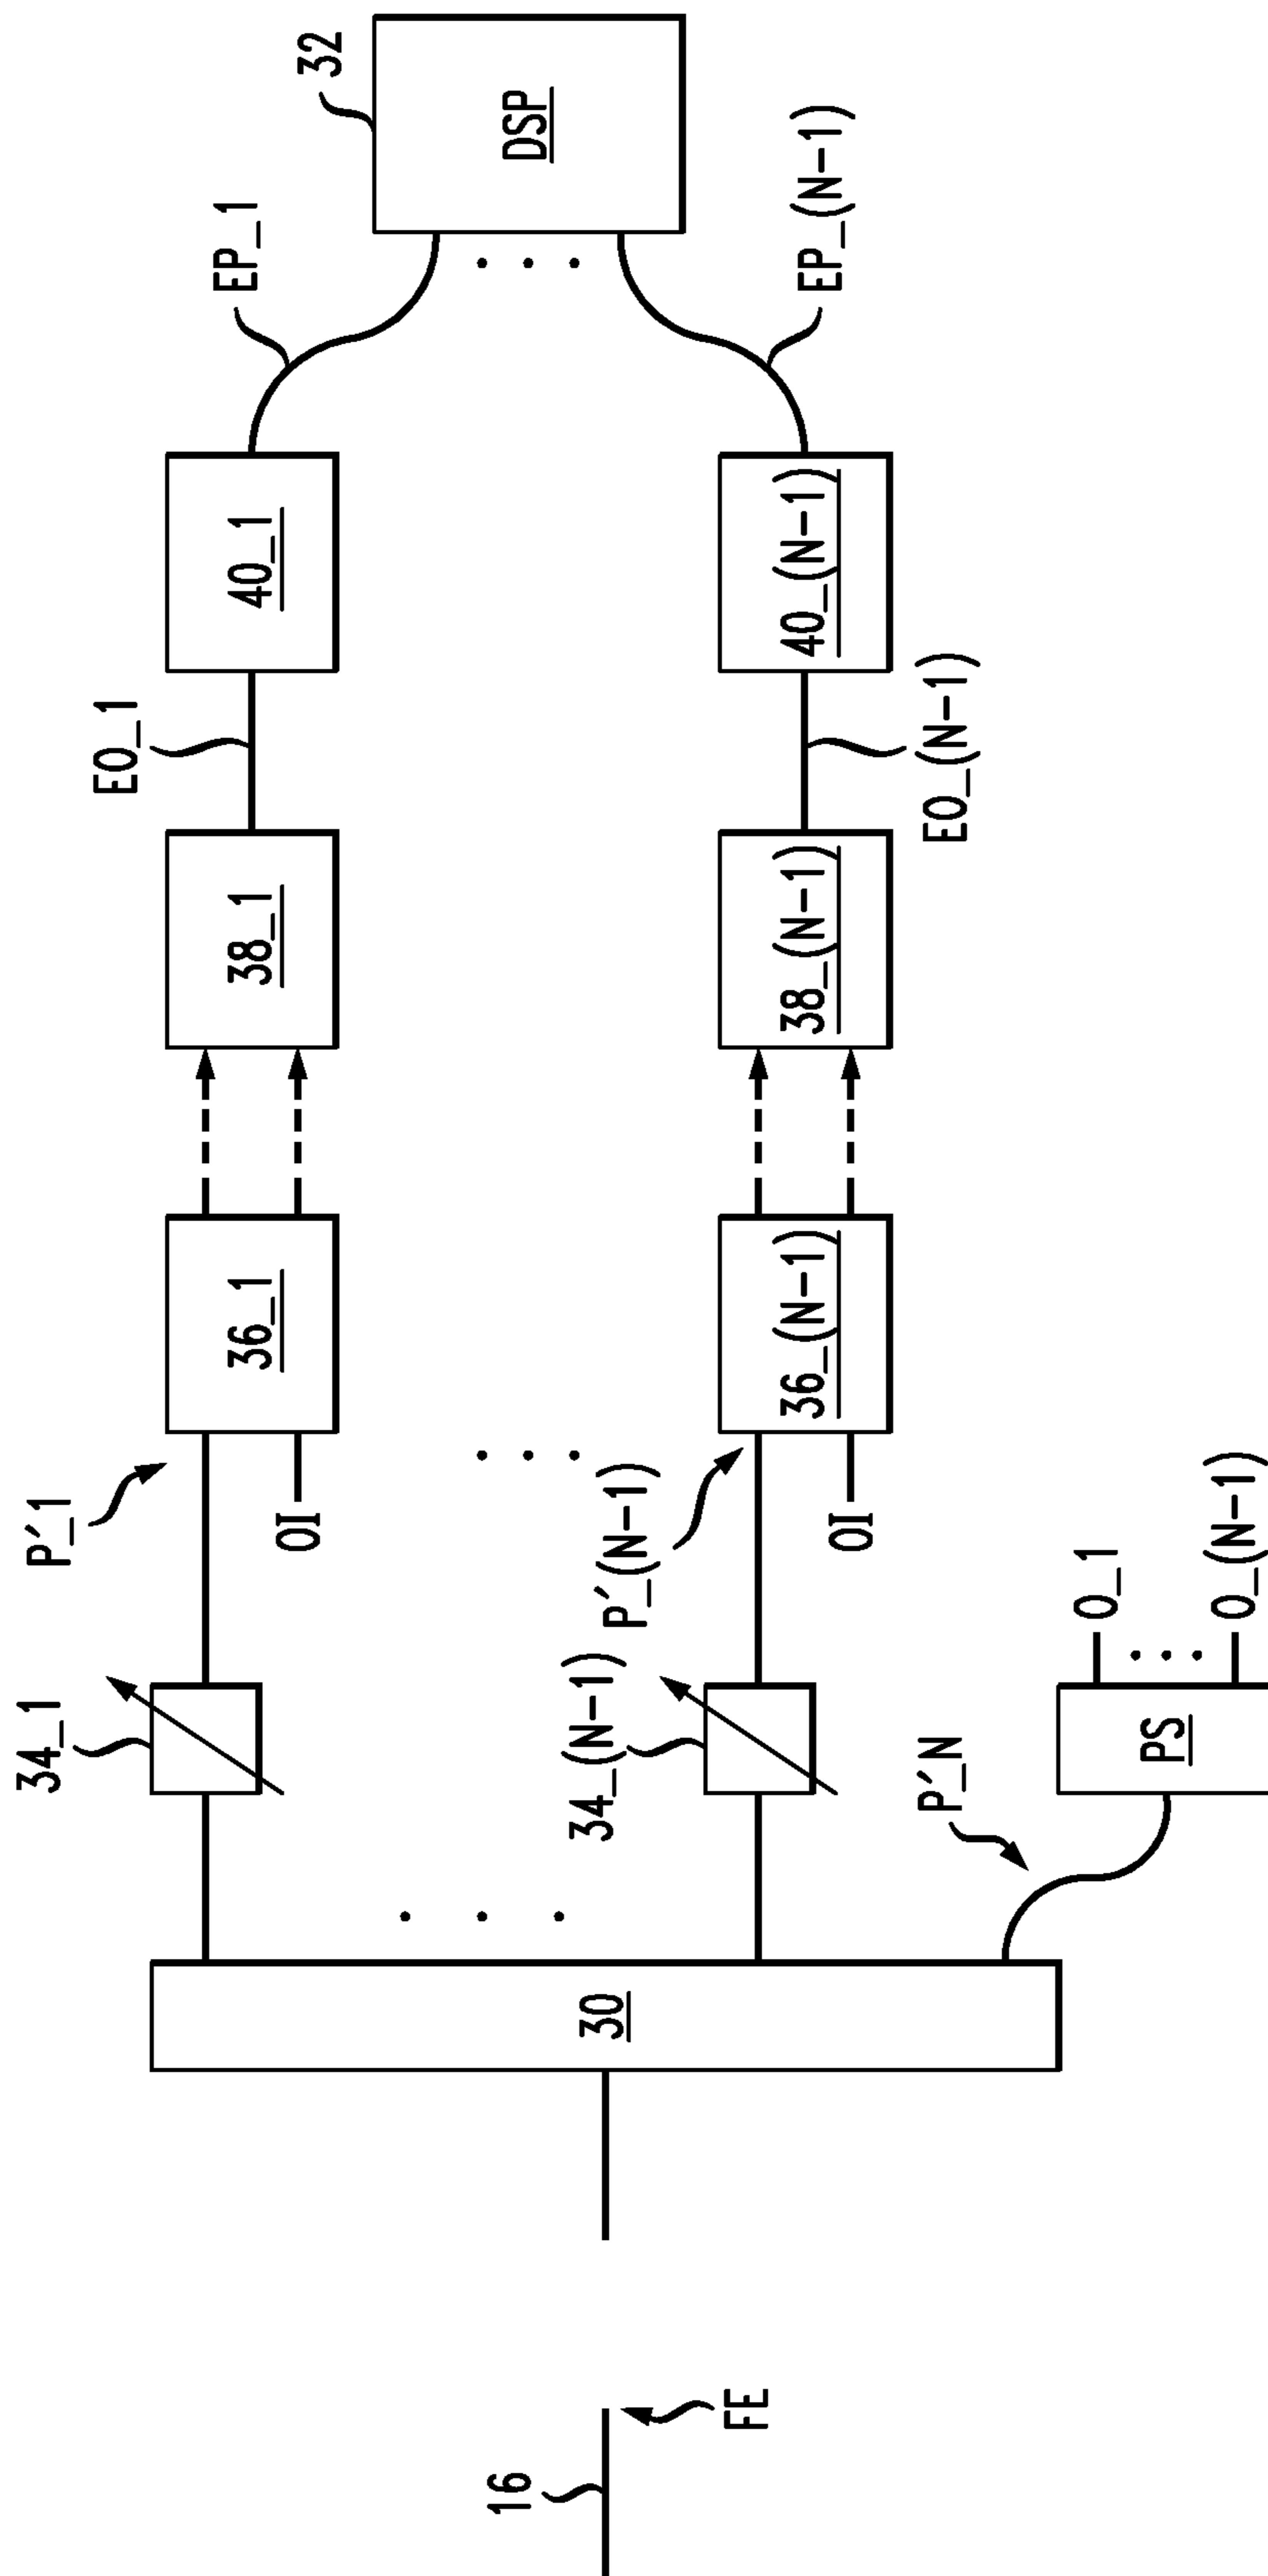 16
FE
30
34_1
34_(N-1)
P'_1
P'_(N-1)
P'_N
PS
O_1
O_(N-1)
OI
OI
36_1
36_(N-1)
38_1
38_(N-1)
EO_1
EO_(N-1)
40_1
40_(N-1)
EP_1
EP_(N-1)
DSP
32